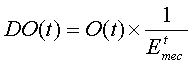 DO(t) = O(t) × 1 / E^t_mec